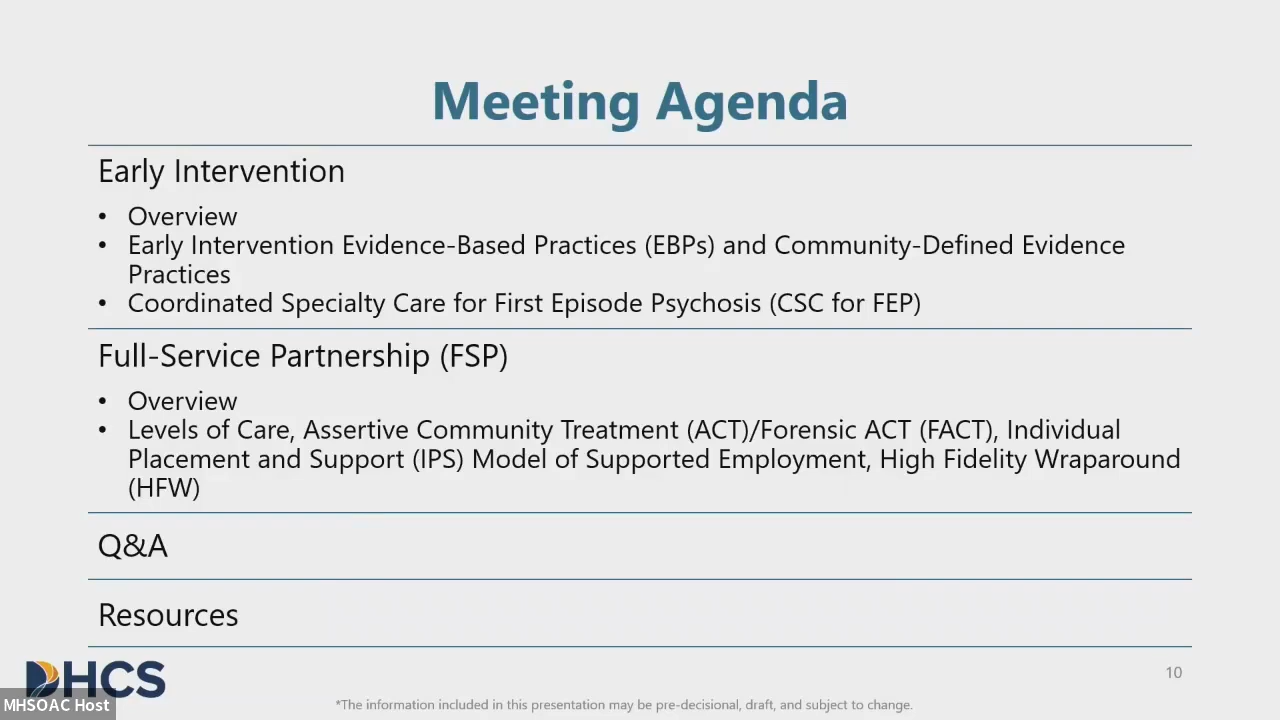 Meeting Agenda
Early Intervention
• Overview
• Early Intervention Evidence-Based Practices (EBPs) and Community-Defined Evidence
Practices
• Coordinated Specialty Care for First Episode Psychosis (CSC for FEP)
Full-Service Partnership (FSP)
• Overview
• Levels of Care, Assertive Community Treatment (ACT)/Forensic ACT (FACT), Individual
Placement and Support (IPS) Model of Supported Employment, High Fidelity Wraparound
(HFW)
Q&A
Resources
DHCS
10
MHSOAC Host
*The information included in this presentation may be pre-decisional, draft, and subject to change.